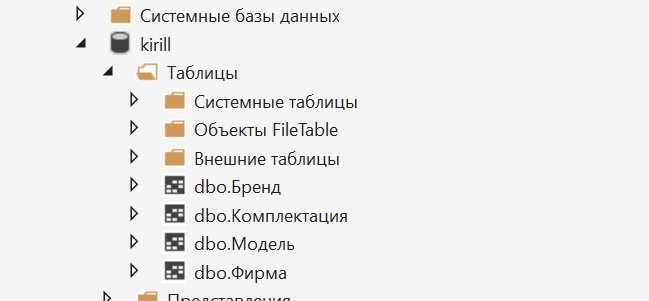 Системные базы данных
kirill
Таблицы
Системные таблицы
Объекты FileTable
Внешние таблицы
dbo.Бренд
dbo.Комплектация
dbo.Модель
dbo.Фирма
Представления